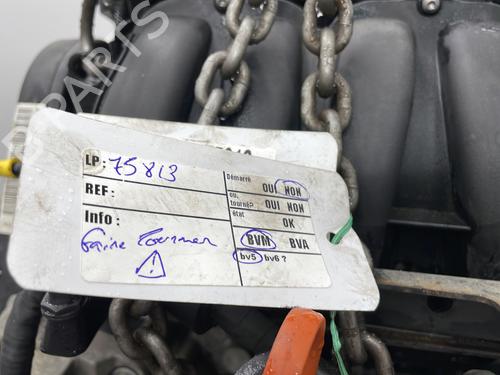 B PARTS
LP: 75813
Démarré OUI NON
REF:
ou tourné? OUI NON
état OK
Info:
faire tourner
BVM BVA
bv5 bv6 ?